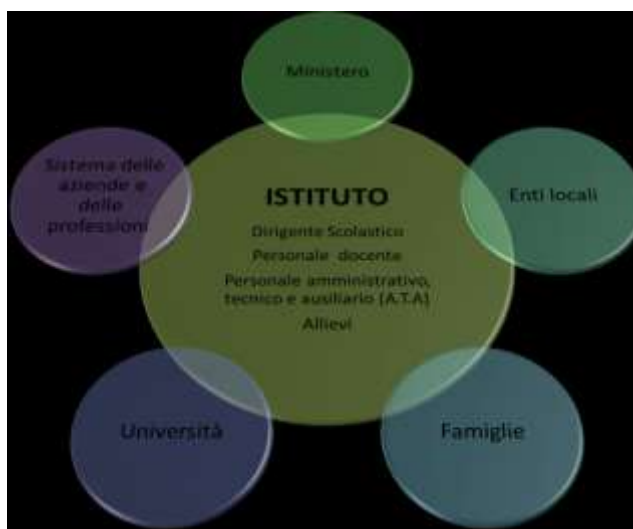 Ministero
Sistema delle
aziende e
delle
professioni
Enti locali
ISTITUTO
Dirigente Scolastico
Personale docente
Personale amministrativo,
tecnico e ausiliario (A.T.A)
Allievi
Università
Famiglie